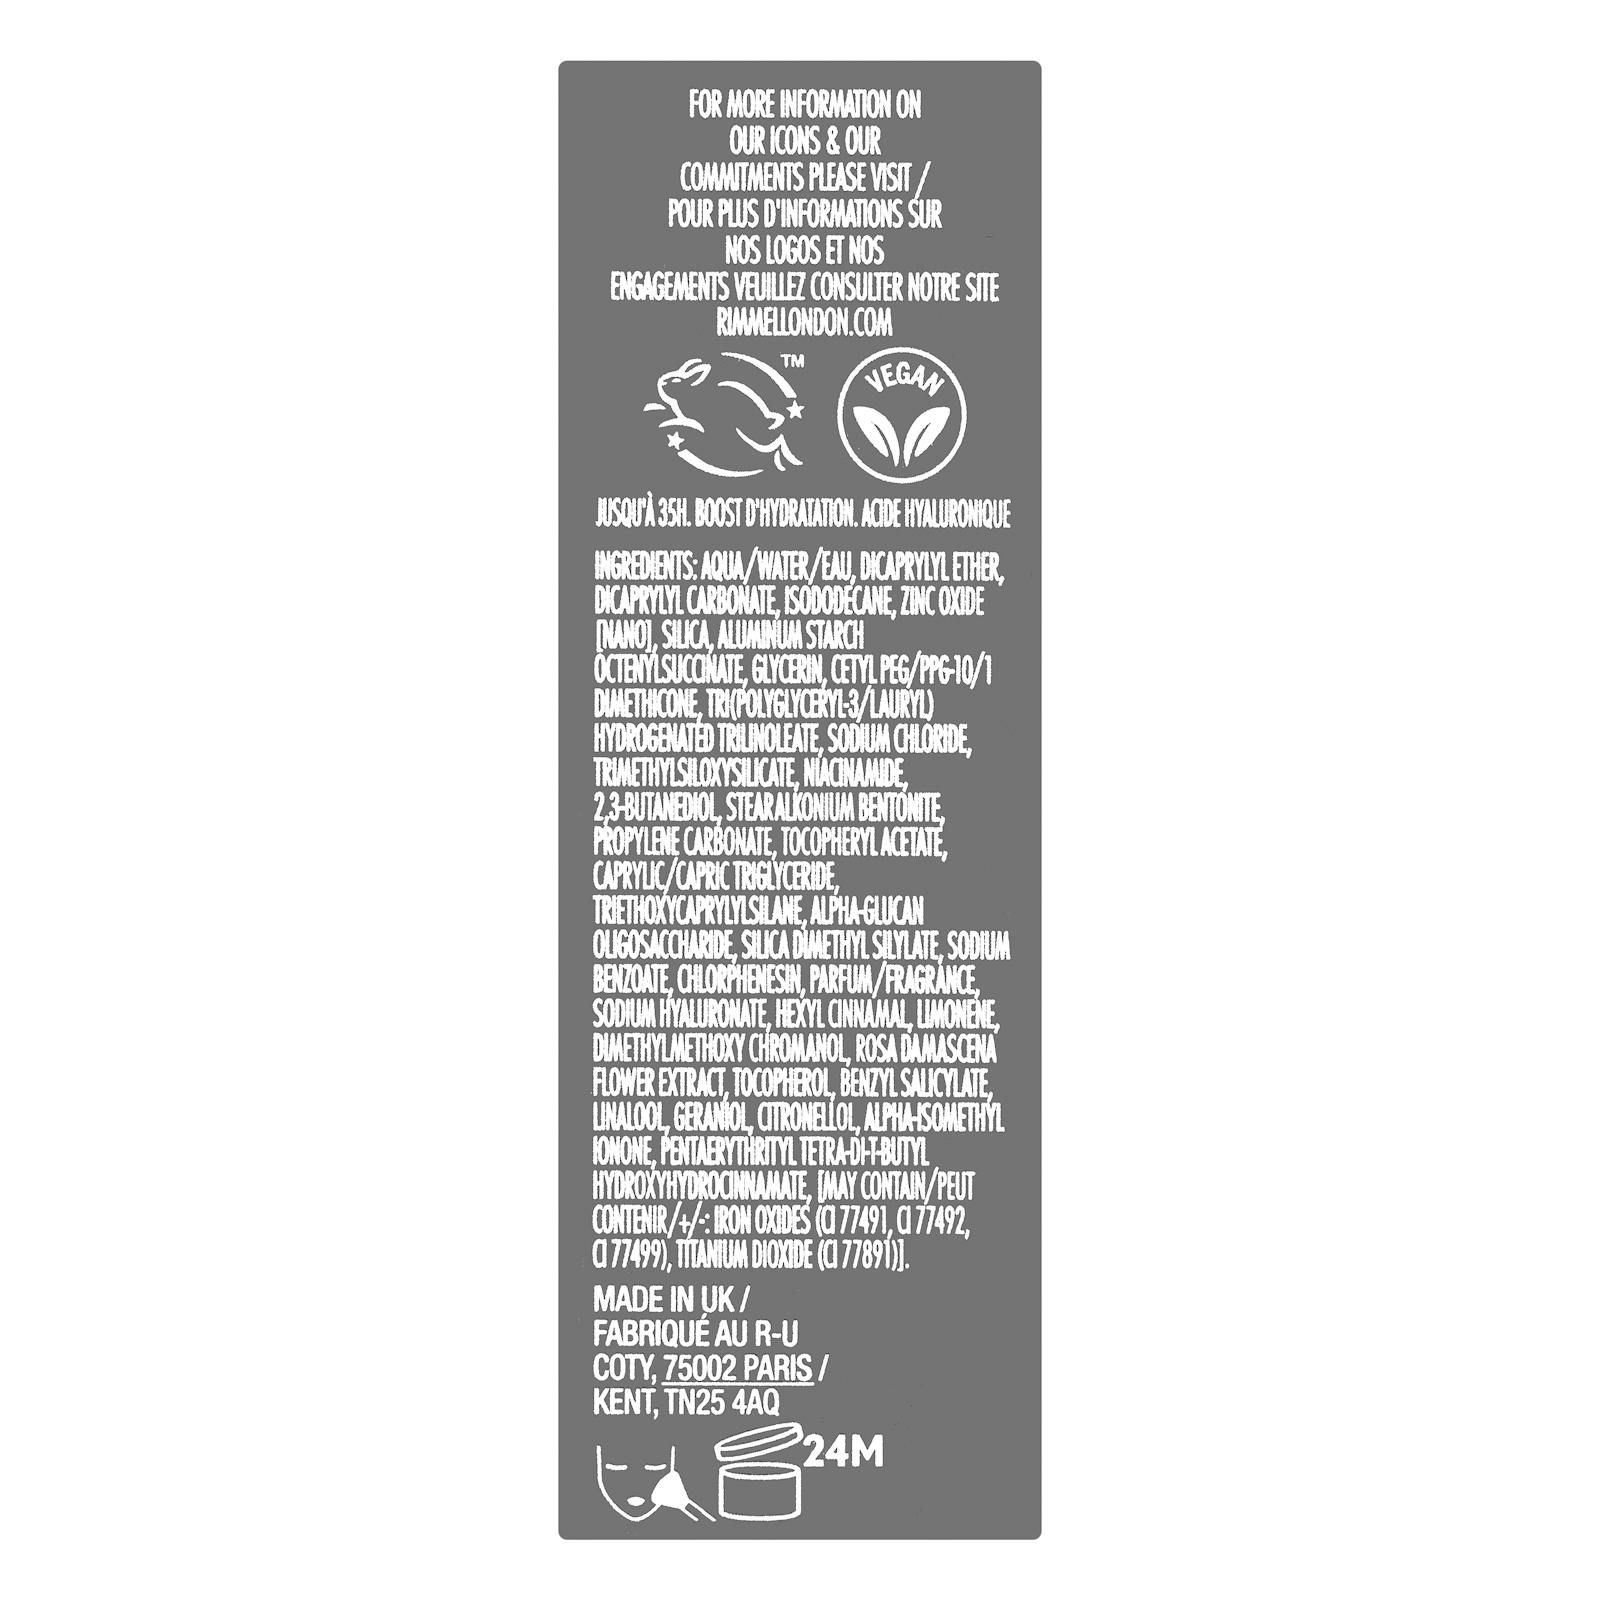 FOR MORE INFORMATION ON
OUR ICONS & OUR
COMMITMENTS PLEASE VISIT /
POUR PLUS D'INFORMATIONS SUR
NOS LOGOS ET NOS
ENGAGEMENTS VEUILLEZ CONSULTER NOTRE SITE
RIMMELLONDON.COM
TM
VEGAN
JUSQU'À 35H. BOOST D'HYDRATATION. ACIDE HYALURONIQUE
INGREDIENTS: AQUA/WATER/EAU, DICAPRYLYL ETHER,
DICAPRYLYL CARBONATE, ISODODECANE, ZINC OXIDE
[NANO], SILICA, ALUMINUM STARCH
OCTENYLSUCCINATE, GLYCERIN, CETYL PEG/PPG-10/1
DIMETHICONE, TRI(POLYGLYCERYL-3/LAURYL)
HYDROGENATED TRILINOLEATE, SODIUM CHLORIDE,
TRIMETHYLSILOXYSILICATE, NIACINAMIDE,
2,3-BUTANEDIOL, STEARALKONIUM BENTONITE,
PROPYLENE CARBONATE, TOCOPHERYL ACETATE,
CAPRYLIC/CAPRIC TRIGLYCERIDE,
TRIETHOXYCAPRYLYLSILANE, ALPHA-GLUCAN
OLIGOSACCHARIDE, SILICA DIMETHYL SILYLATE, SODIUM
BENZOATE, CHLORPHENESIN, PARFUM/FRAGRANCE,
SODIUM HYALURONATE, HEXYL CINNAMAL, LIMONENE,
DIMETHYLMETHOXY CHROMANOL, ROSA DAMASCENA
FLOWER EXTRACT, TOCOPHEROL, BENZYL SALICYLATE,
LINALOOL, GERANIOL, CITRONELLOL, ALPHA-ISOMETHYL
IONONE, PENTAERYTHRITYL TETRA-DI-T-BUTYL
HYDROXYHYDROCINNAMATE, [MAY CONTAIN/PEUT
CONTENIR/+/-: IRON OXIDES (CI 77491, CI 77492,
CI 77499), TITANIUM DIOXIDE (CI 77891)].
MADE IN UK /
FABRIQUÉ AU R-U
COTY, 75002 PARIS /
KENT, TN25 4AQ
24M